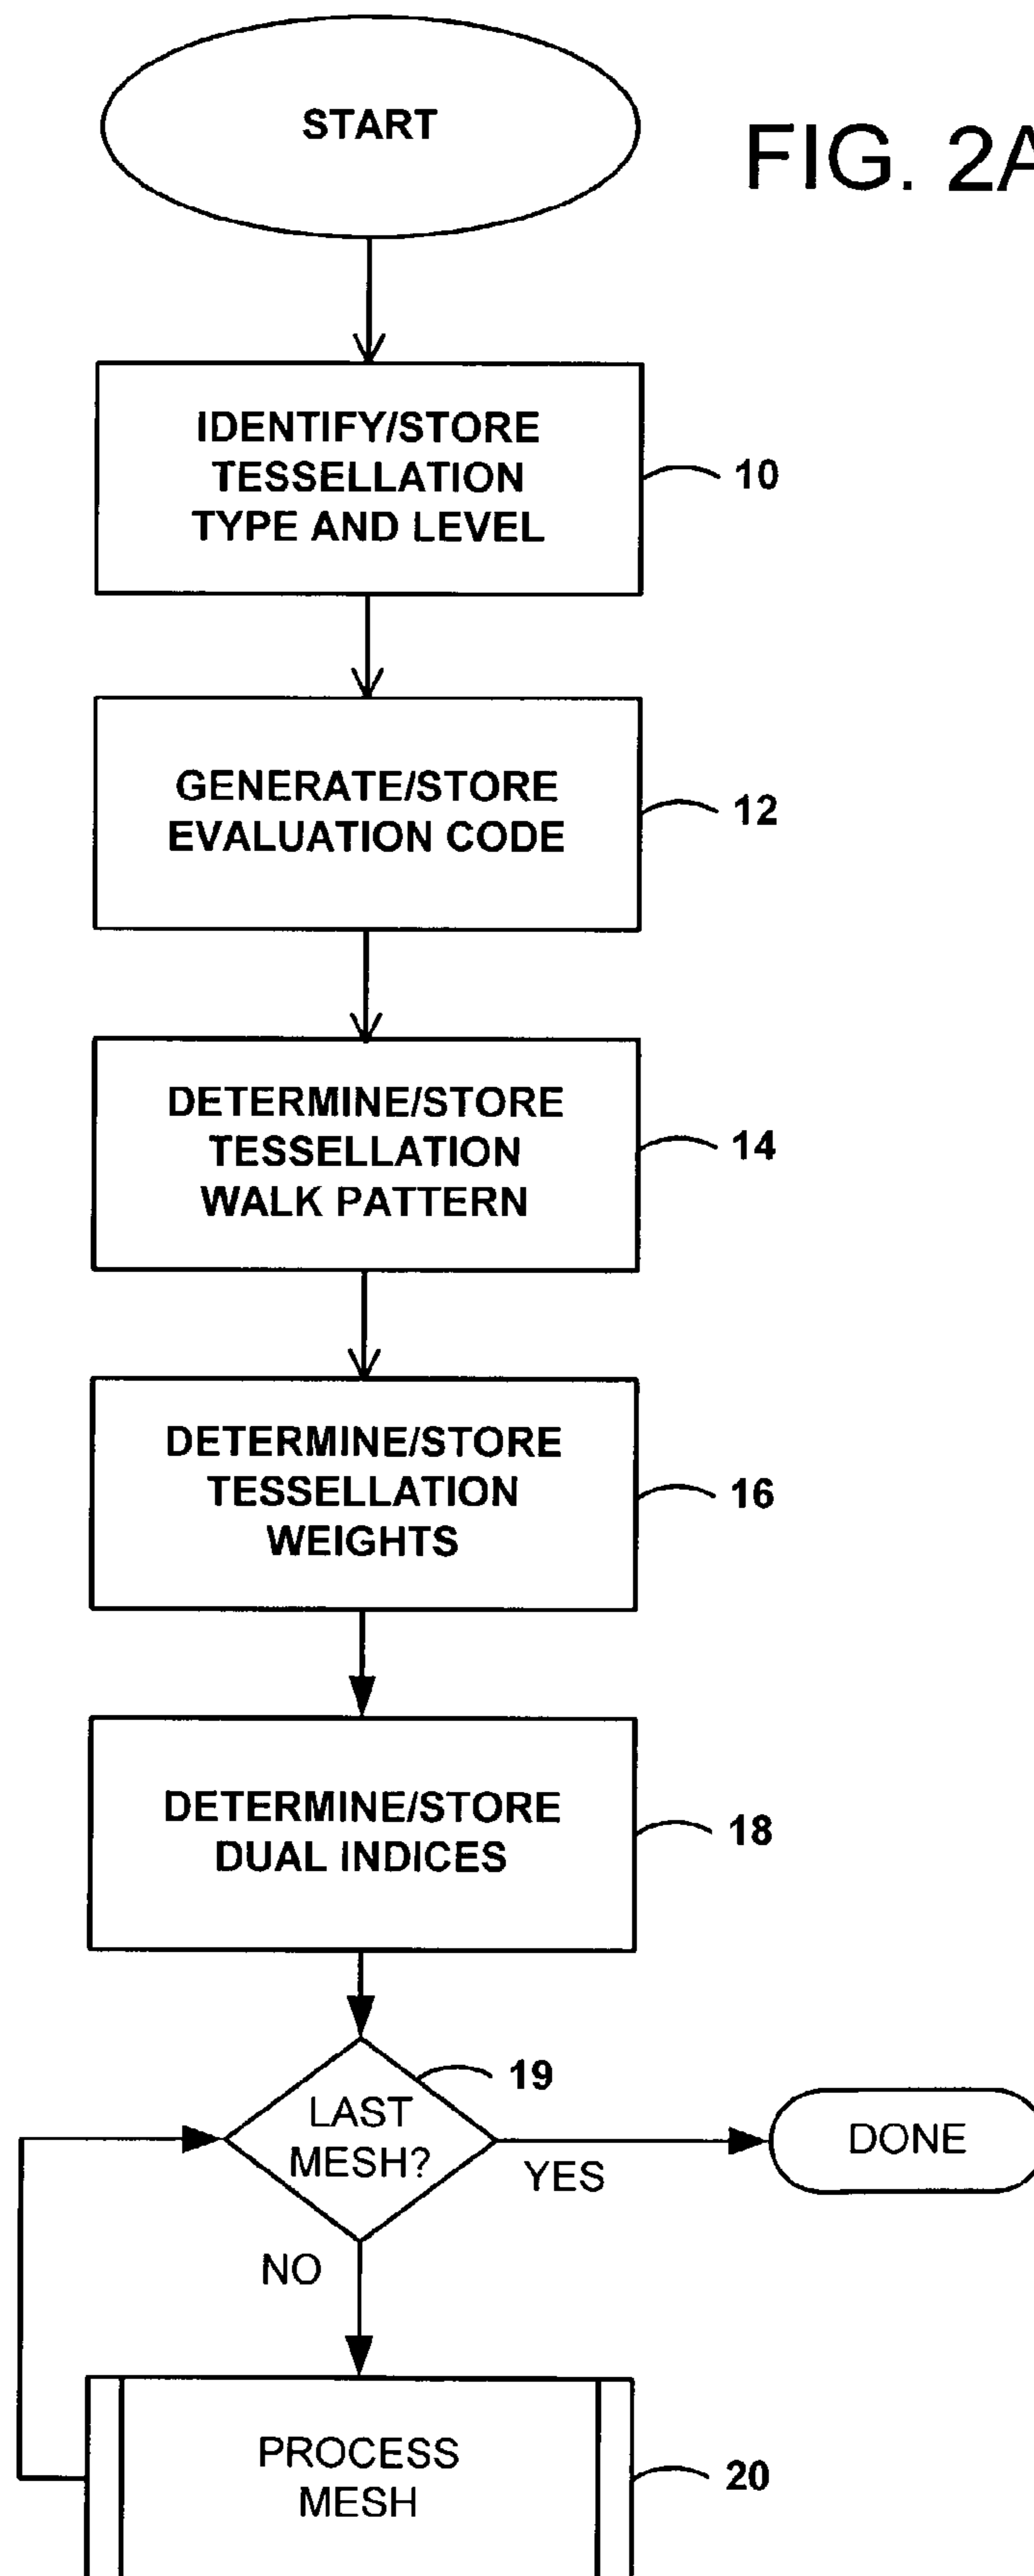 START
FIG. 2A
IDENTIFY/STORE
TESSELLATION
TYPE AND LEVEL
10
GENERATE/STORE
EVALUATION CODE
12
DETERMINE/STORE
TESSELLATION
WALK PATTERN
14
DETERMINE/STORE
TESSELLATION
WEIGHTS
16
DETERMINE/STORE
DUAL INDICES
18
19
LAST
MESH?
YES
DONE
NO
PROCESS
MESH
20